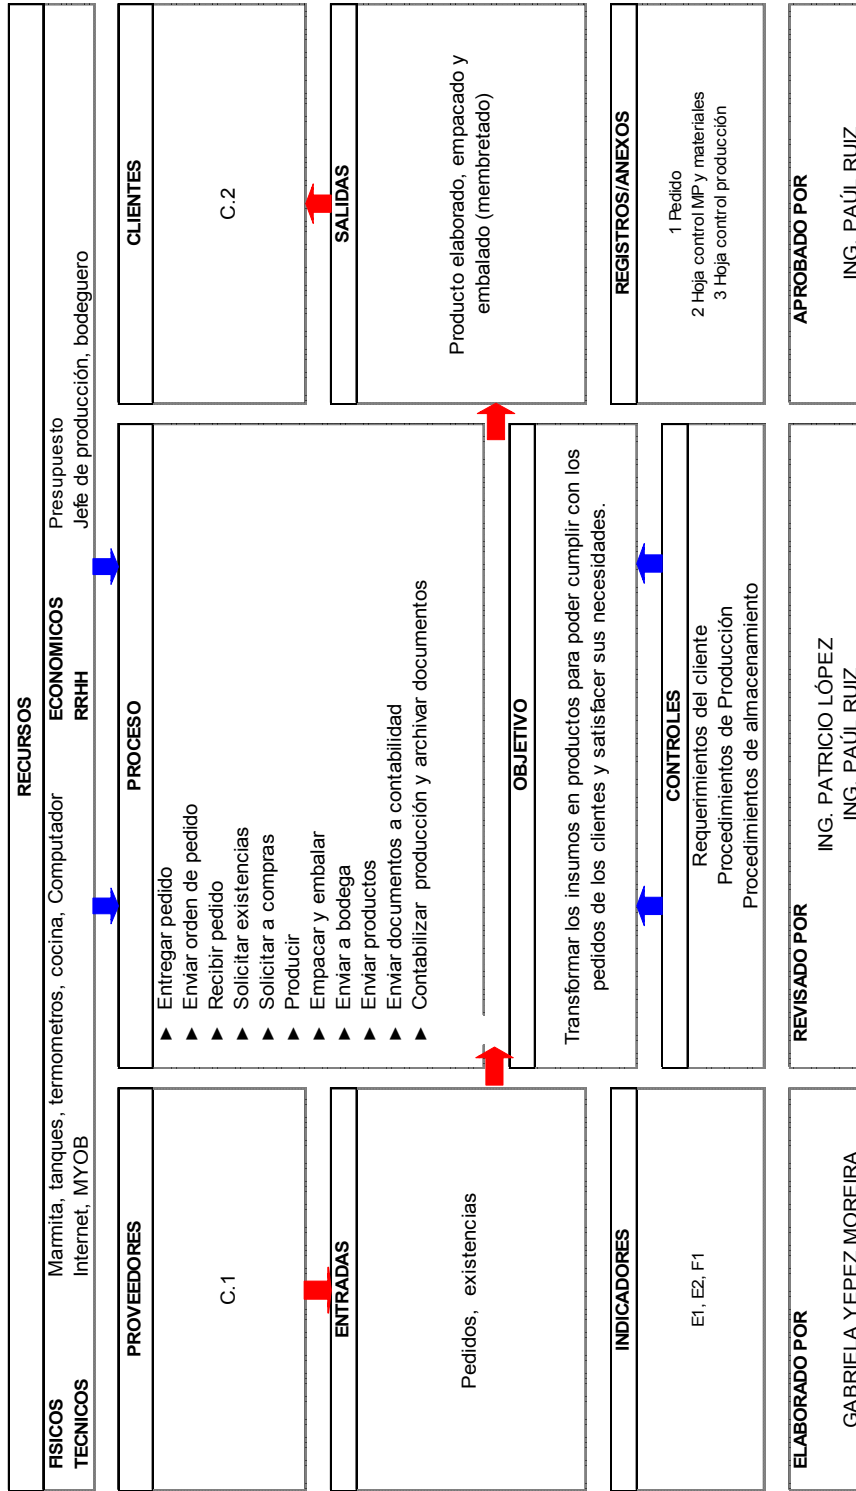 RECURSOS
FISICOS Marmita, tanques, termometros, cocina, Computador ECONOMICOS Presupuesto
TECNICOS Internet, MYOB RRHH Jefe de producción, bodeguero
PROVEEDORES
C.1
PROCESO
▲ Entregar pedido
▲ Enviar orden de pedido
▲ Recibir pedido
▲ Solicitar existencias
▲ Solicitar a compras
▲ Producir
▲ Empacar y embalar
▲ Enviar a bodega
▲ Enviar productos
▲ Enviar documentos a contabilidad
▲ Contabilizar producción y archivar documentos
CLIENTES
C.2
ENTRADAS
Pedidos, existencias
SALIDAS
Producto elaborado, empacado y
embalado (membretado)
OBJETIVO
Transformar los insumos en productos para poder cumplir con los
pedidos de los clientes y satisfacer sus necesidades.
INDICADORES
E1, E2, F1
CONTROLES
Requerimientos del cliente
Procedimientos de Producción
Procedimientos de almacenamiento
REGISTROS/ANEXOS
1 Pedido
2 Hoja control MP y materiales
3 Hoja control producción
ELABORADO POR
GABRIELA YEPEZ MOREIRA
REVISADO POR
ING. PATRICIO LÓPEZ
ING. PAÚL RUIZ
APROBADO POR
ING. PAÚL RUIZ